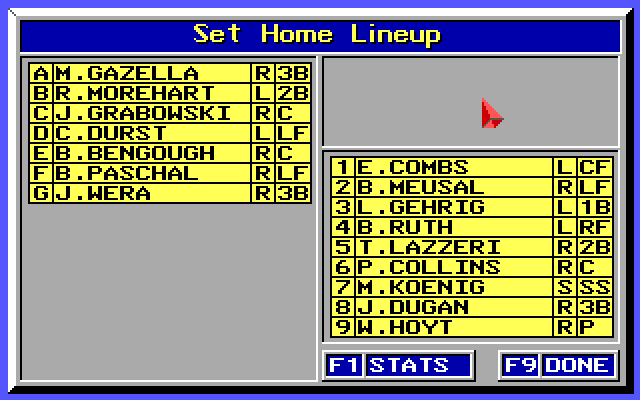 Set Home Lineup
A M.GAZELLA R 3B
B R.MOREHART L 2B
C J.GRABOWSKI R C
D C.DURST L LF
E B.BENGOUGH R C
F B.PASCHAL R LF
G J.WERA R 3B
1 E.COMBS L CF
2 B.MEUSAL R LF
3 L.GEHRIG L 1B
4 B.RUTH L RF
5 T.LAZZERI R 2B
6 P.COLLINS R C
7 M.KOENIG S SS
8 J.DUGAN R 3B
9 W.HOYT R P
F1 STATS F9 DONE